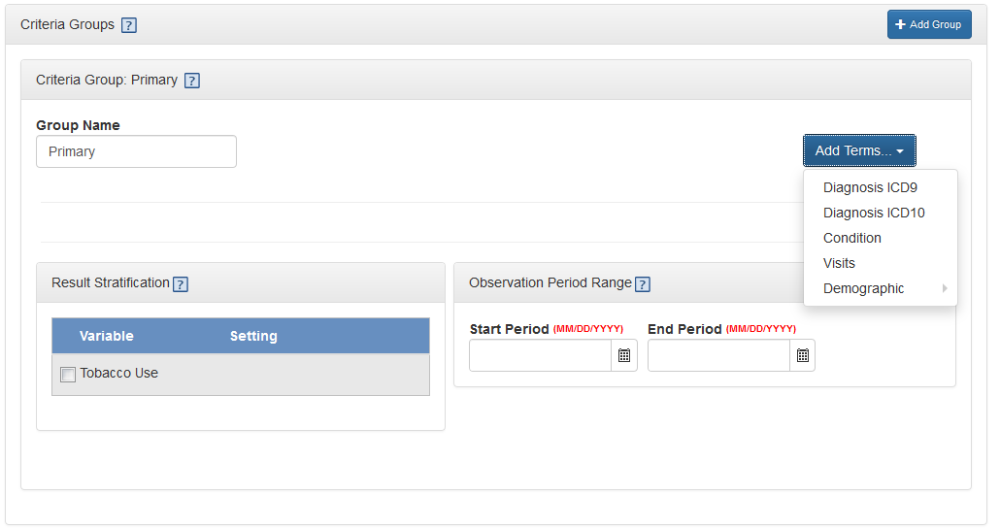 Criteria Groups ?
+ Add Group
Criteria Group: Primary ?
Group Name
Primary
Add Terms...
Diagnosis ICD9
Diagnosis ICD10
Condition
Visits
Demographic
Result Stratification ?
Variable Setting
Tobacco Use
Observation Period Range ?
Start Period (MM/DD/YYYY) End Period (MM/DD/YYYY)